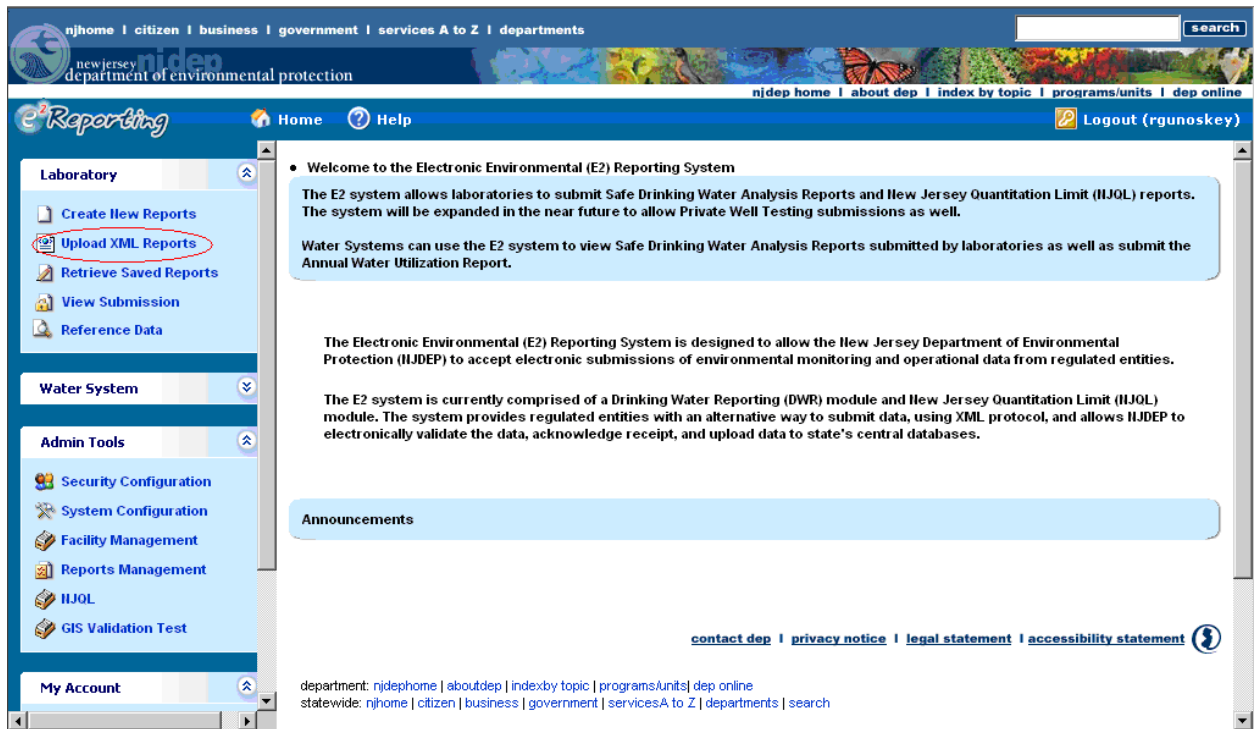 njhome I citizen I business I government I services A to Z I departments
search
newjersey njdep
department of environmental protection
njdep home I about dep I index by topic I programs/units I dep online
e2Reporting
Home
Help
Logout (rgunoskey)
Laboratory
Create New Reports
Upload XML Reports
Retrieve Saved Reports
View Submission
Reference Data
Water System
Admin Tools
Security Configuration
System Configuration
Facility Management
Reports Management
NJQL
GIS Validation Test
My Account
• Welcome to the Electronic Environmental (E2) Reporting System
The E2 system allows laboratories to submit Safe Drinking Water Analysis Reports and New Jersey Quantitation Limit (NJQL) reports.
The system will be expanded in the near future to allow Private Well Testing submissions as well.
Water Systems can use the E2 system to view Safe Drinking Water Analysis Reports submitted by laboratories as well as submit the
Annual Water Utilization Report.
The Electronic Environmental (E2) Reporting System is designed to allow the New Jersey Department of Environmental
Protection (NJDEP) to accept electronic submissions of environmental monitoring and operational data from regulated entities.
The E2 system is currently comprised of a Drinking Water Reporting (DWR) module and New Jersey Quantitation Limit (NJQL)
module. The system provides regulated entities with an alternative way to submit data, using XML protocol, and allows NJDEP to
electronically validate the data, acknowledge receipt, and upload data to state's central databases.
Announcements
contact dep I privacy notice I legal statement I accessibility statement
department: njdephome | aboutdep | indexby topic | programs/units| dep online
statewide: njhome | citizen | business | government | servicesA to Z | departments | search